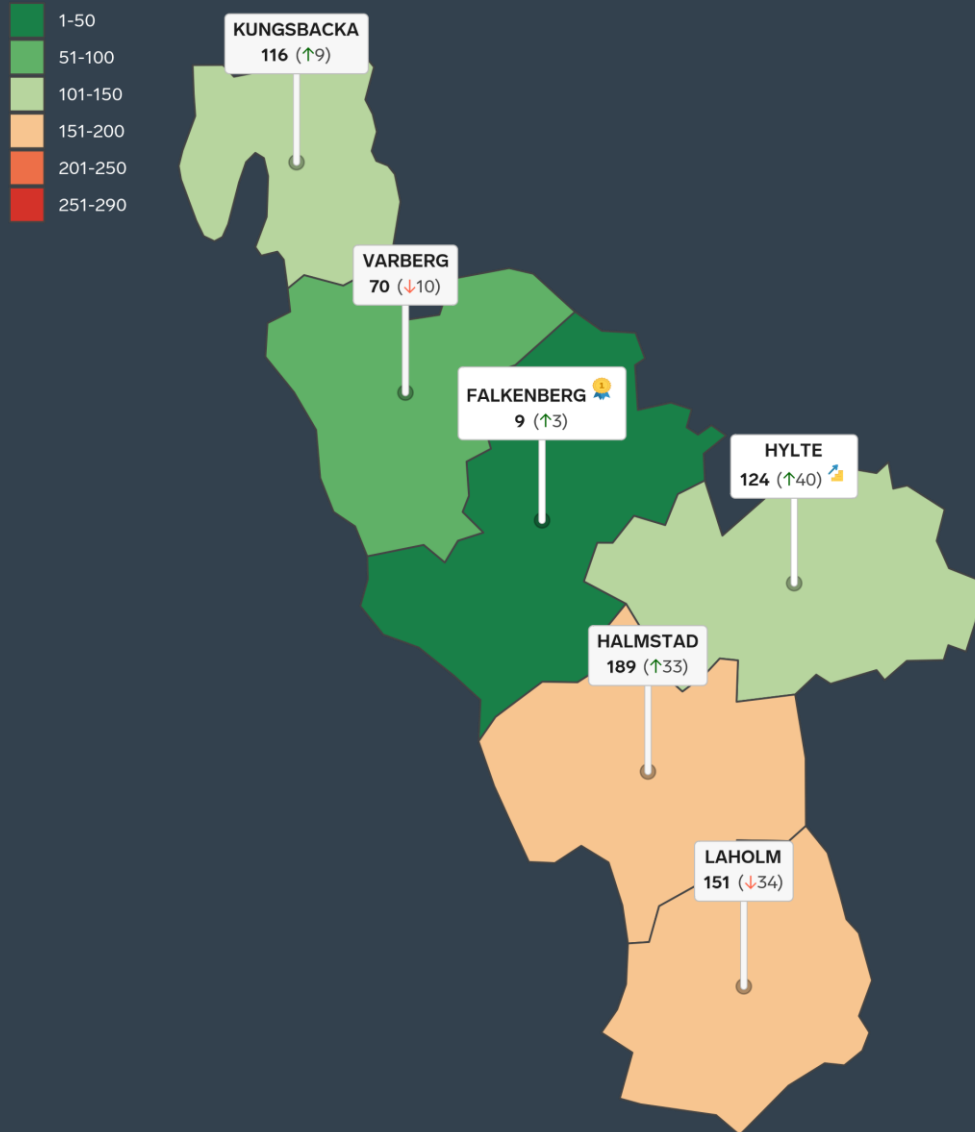 1-50
51-100
101-150
151-200
201-250
251-290
KUNGSBACKA
116 (↑9)
VARBERG
70 (↓10)
FALKENBERG 1
9 (↑3)
HYLTE
124 (↑40)
HALMSTAD
189 (↑33)
LAHOLM
151 (↓34)